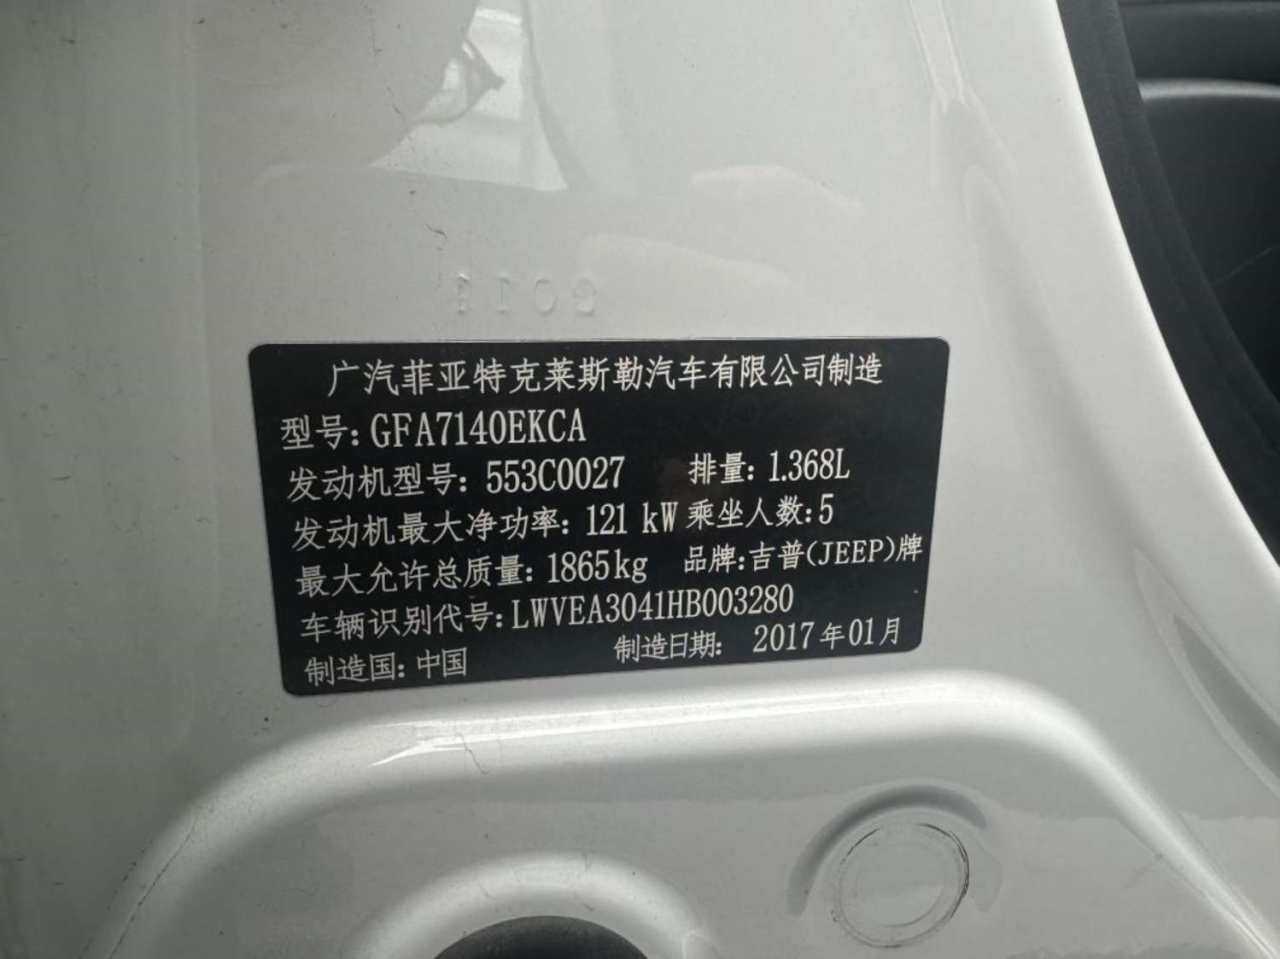 广汽菲亚特克莱斯勒汽车有限公司制造
型号: GFA7140EKCA
发动机型号: 553C0027 排量: 1.368L
发动机最大净功率: 121 kW 乘坐人数: 5
最大允许总质量: 1865kg 品牌: 吉普(JEEP)牌
车辆识别代号: LWVEA3041HB003280
制造国: 中国 制造日期: 2017年01月